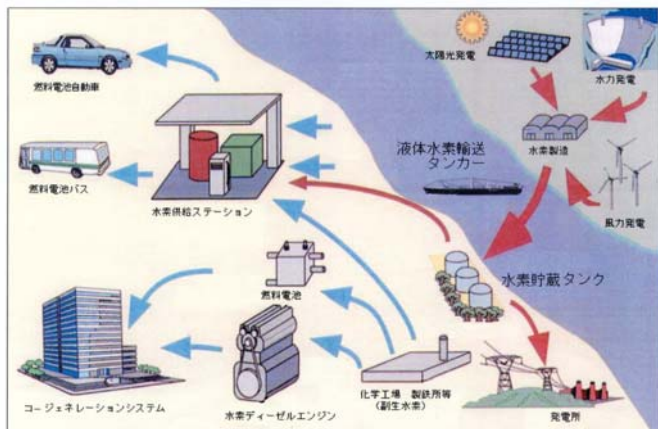 太陽光発電
水力発電
燃料電池自動車
水素製造
液体水素輸送
タンカー
燃料電池バス
水素供給ステーション
風力発電
水素貯蔵タンク
燃料電池
コージェネレーションシステム
水素ディーゼルエンジン
化学工場 製鉄所等
(副生水素)
発電所